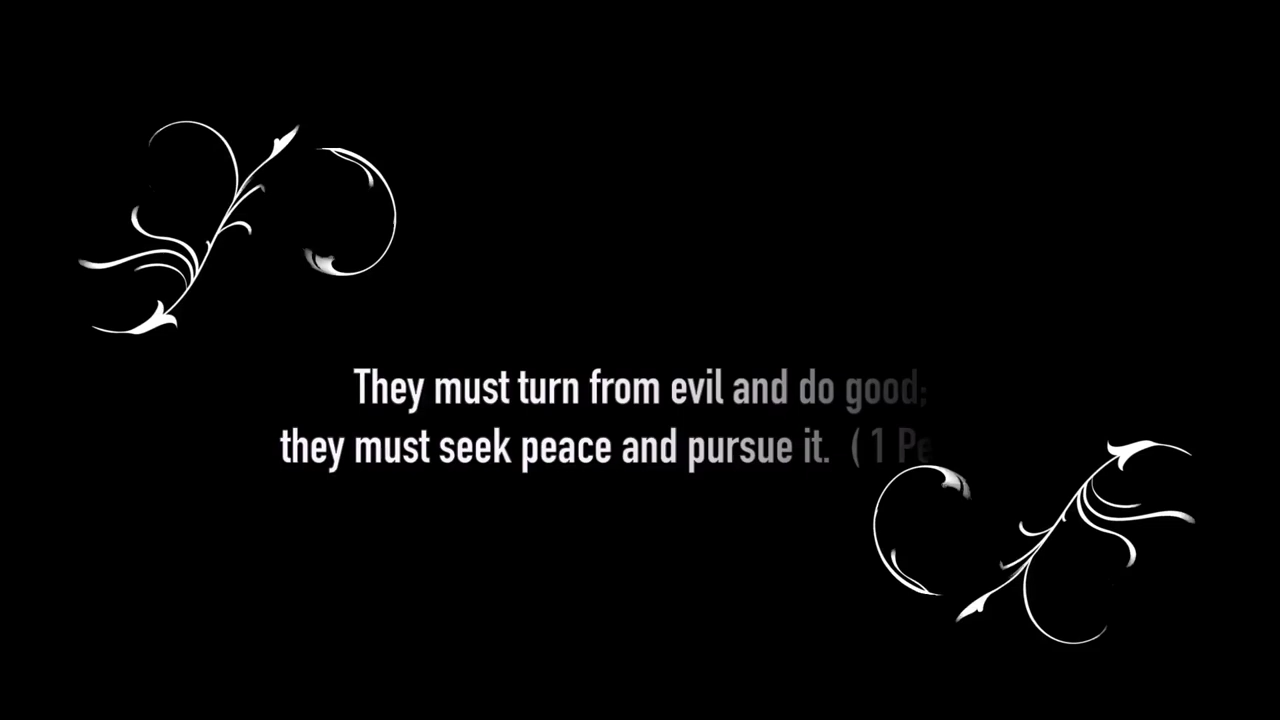 They must turn from evil and do good;
they must seek peace and pursue it. ( 1 Pe